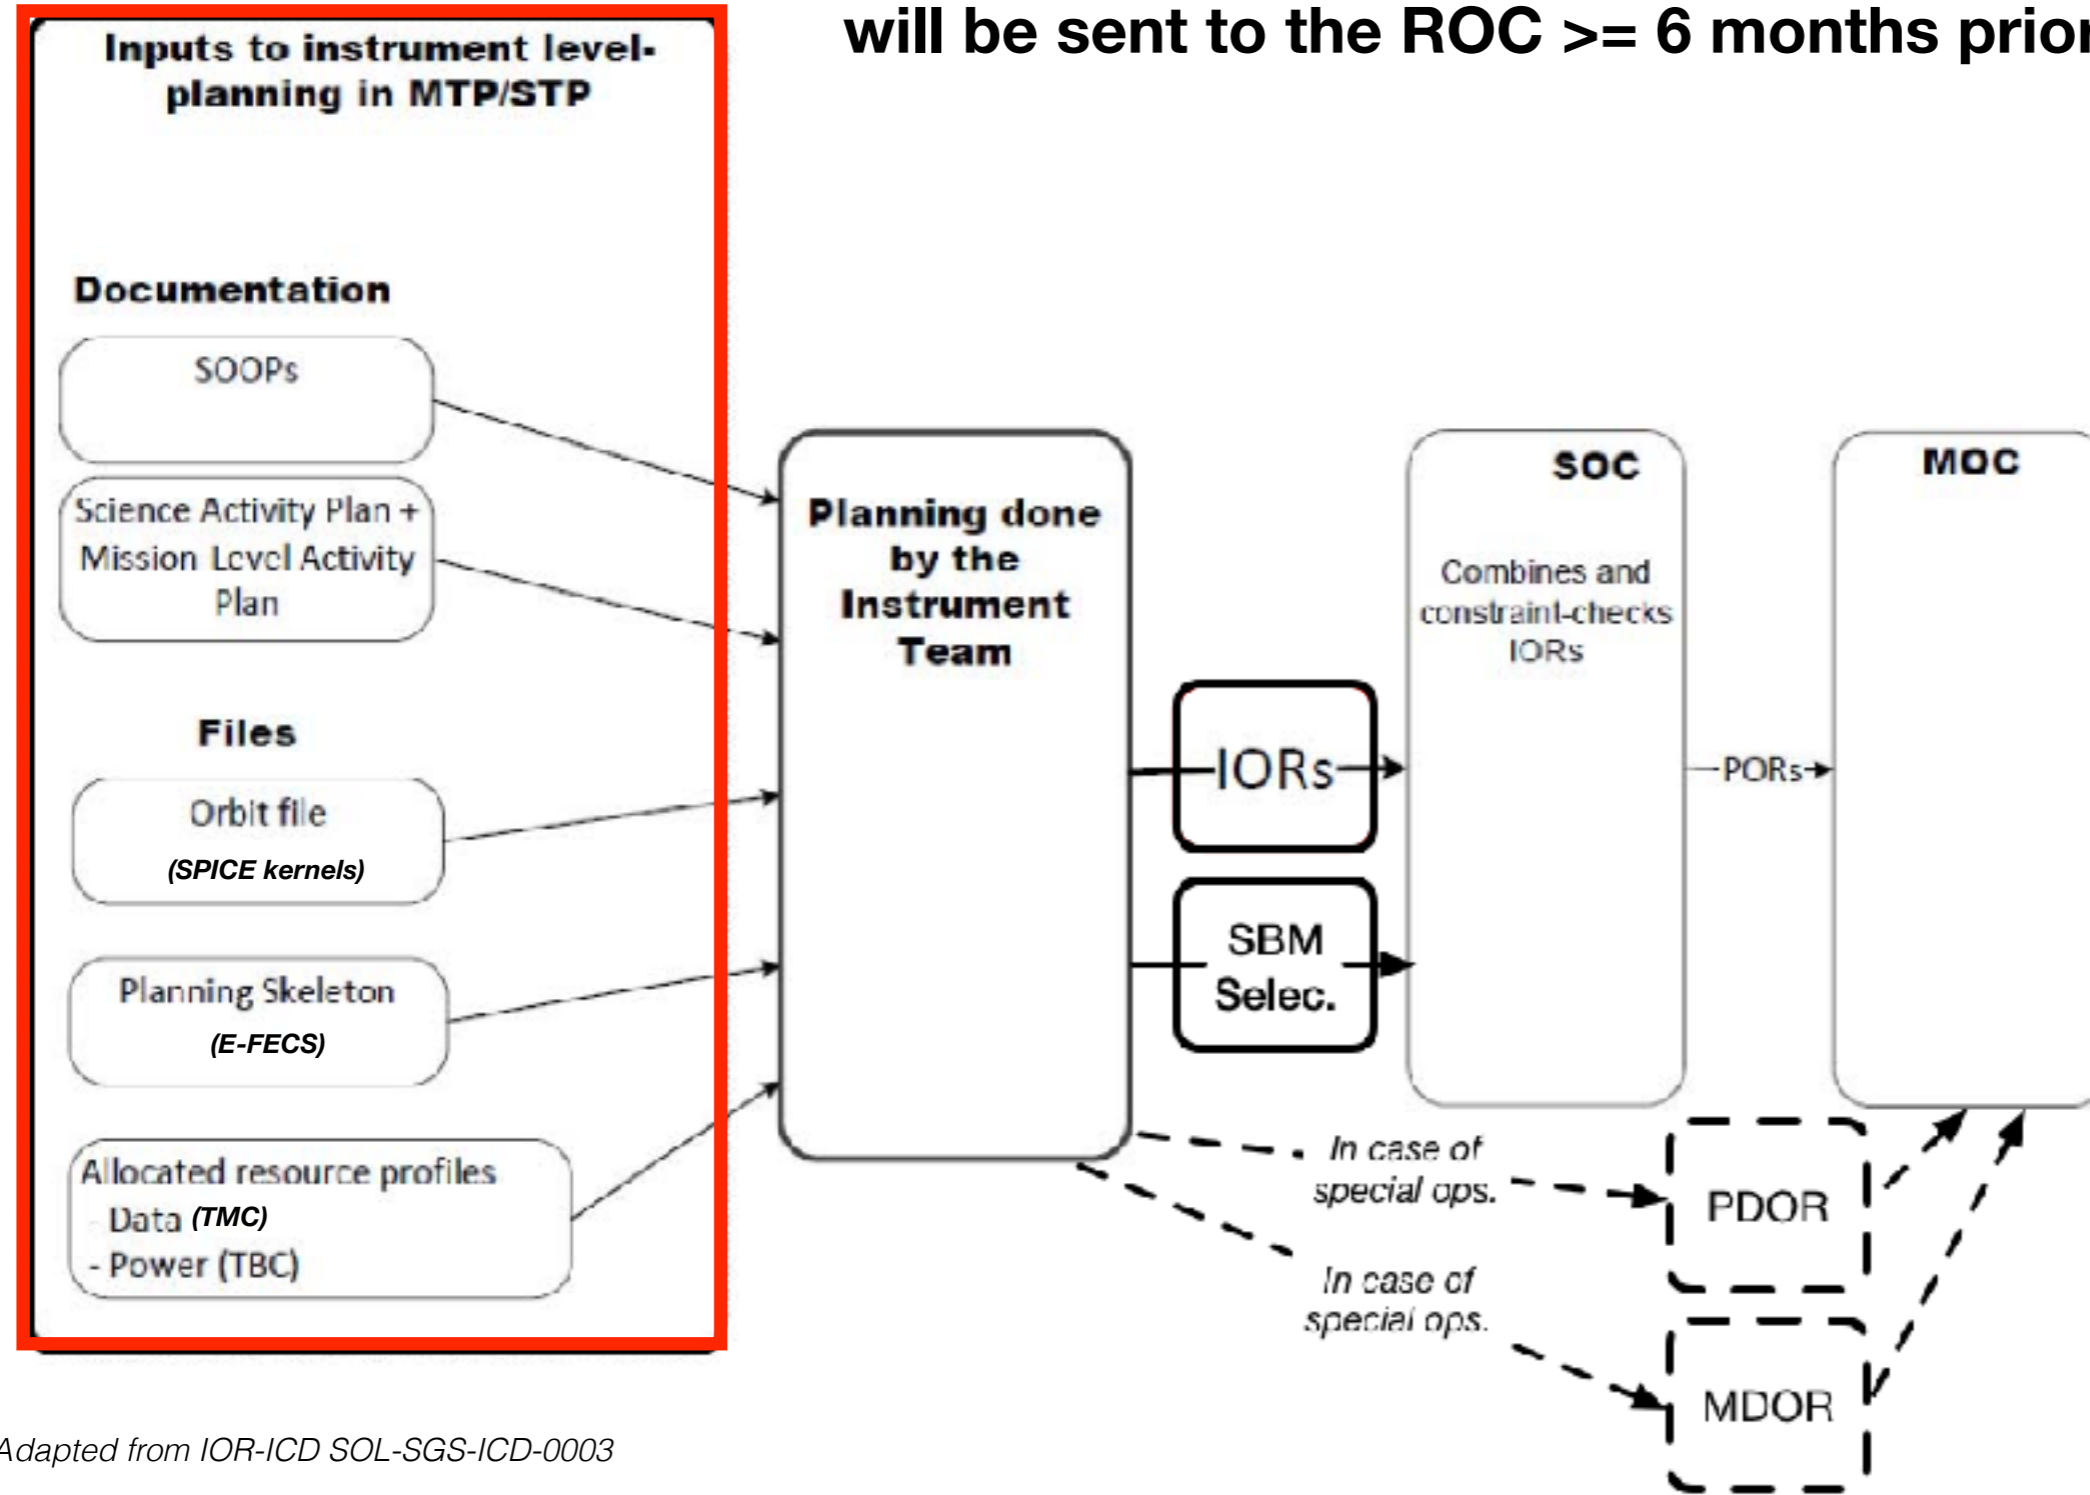 will be sent to the ROC >= 6 months prior
Inputs to instrument level-
planning in MTP/STP
Documentation
SOOPs
Science Activity Plan +
Mission Level Activity
Plan
Files
Orbit file
(SPICE kernels)
Planning Skeleton
(E-FECS)
Allocated resource profiles
- Data (TMC)
- Power (TBC)
Planning done
by the
Instrument
Team
IORs
SBM
Selec.
SOC
Combines and
constraint-checks
IORs
PORs
MOC
In case of
special ops.
PDOR
In case of
special ops.
MDOR
Adapted from IOR-ICD SOL-SGS-ICD-0003